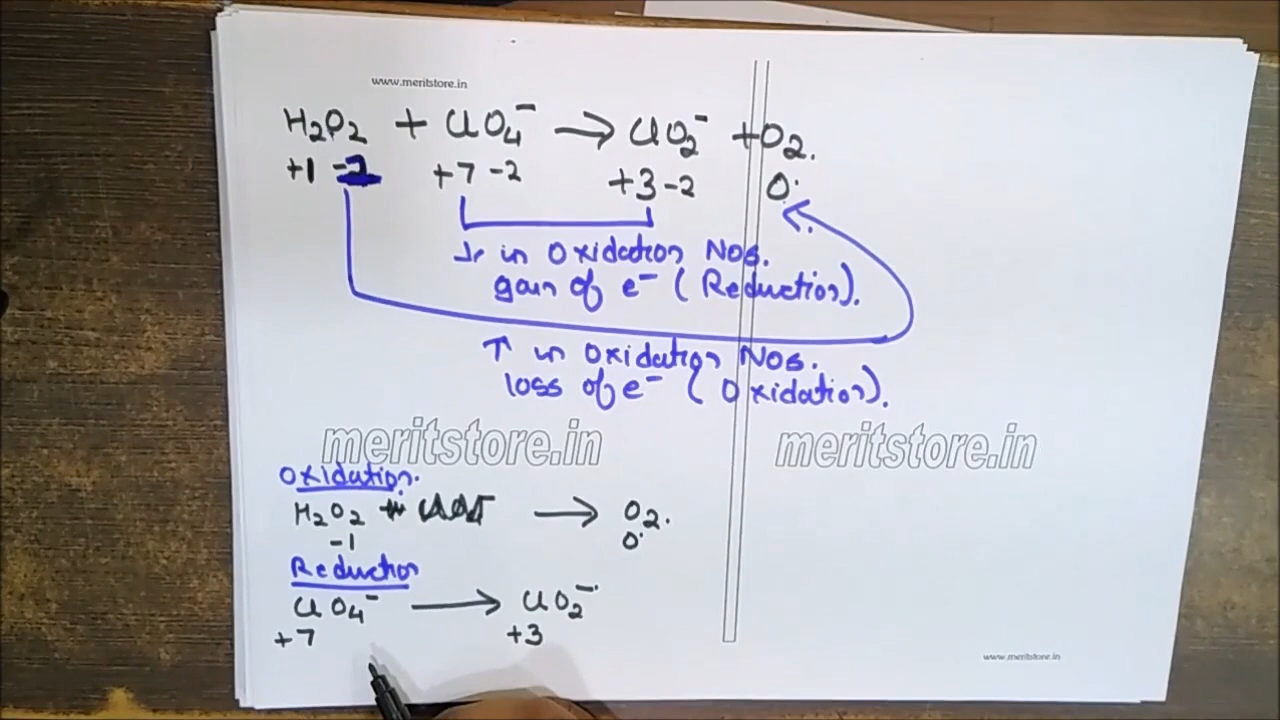 www.meritstore.in
H₂O₂ + ClO₄⁻ → ClO₂⁻ + O₂.
+1 -2 +7 -2 +3 -2 0.
↓ in Oxidation Nos.
gain of e⁻ (Reduction).
↑ in Oxidation Nos.
loss of e⁻ (Oxidation).
meritstore.in meritstore.in
Oxidation.
H₂O₂ → O₂.
-1 0
Reduction
ClO₄⁻ → ClO₂⁻
+7 +3
www.meritstore.in